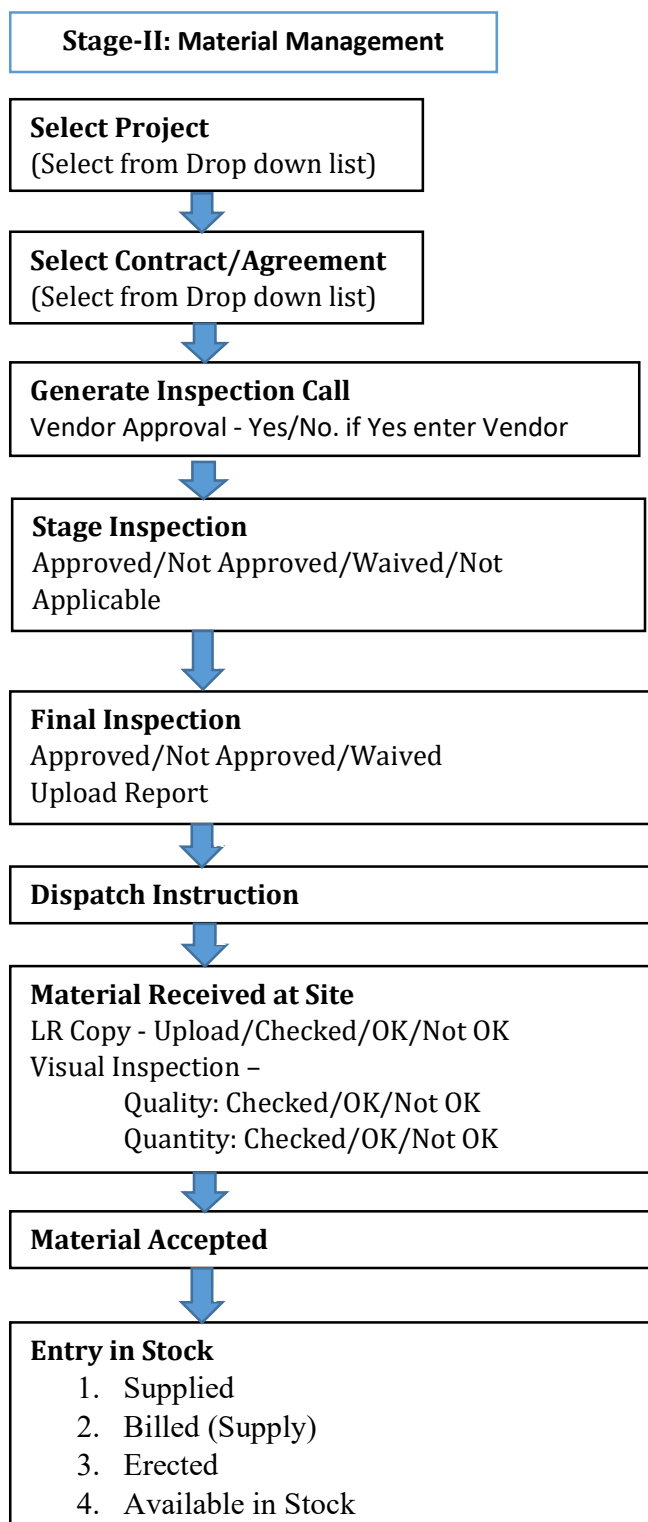 Stage-II: Material Management
Select Project
(Select from Drop down list)
Select Contract/Agreement
(Select from Drop down list)
Generate Inspection Call
Vendor Approval - Yes/No. if Yes enter Vendor
Stage Inspection
Approved/Not Approved/Waived/Not
Applicable
Final Inspection
Approved/Not Approved/Waived
Upload Report
Dispatch Instruction
Material Received at Site
LR Copy - Upload/Checked/OK/Not OK
Visual Inspection –
Quality: Checked/OK/Not OK
Quantity: Checked/OK/Not OK
Material Accepted
Entry in Stock
1. Supplied
2. Billed (Supply)
3. Erected
4. Available in Stock